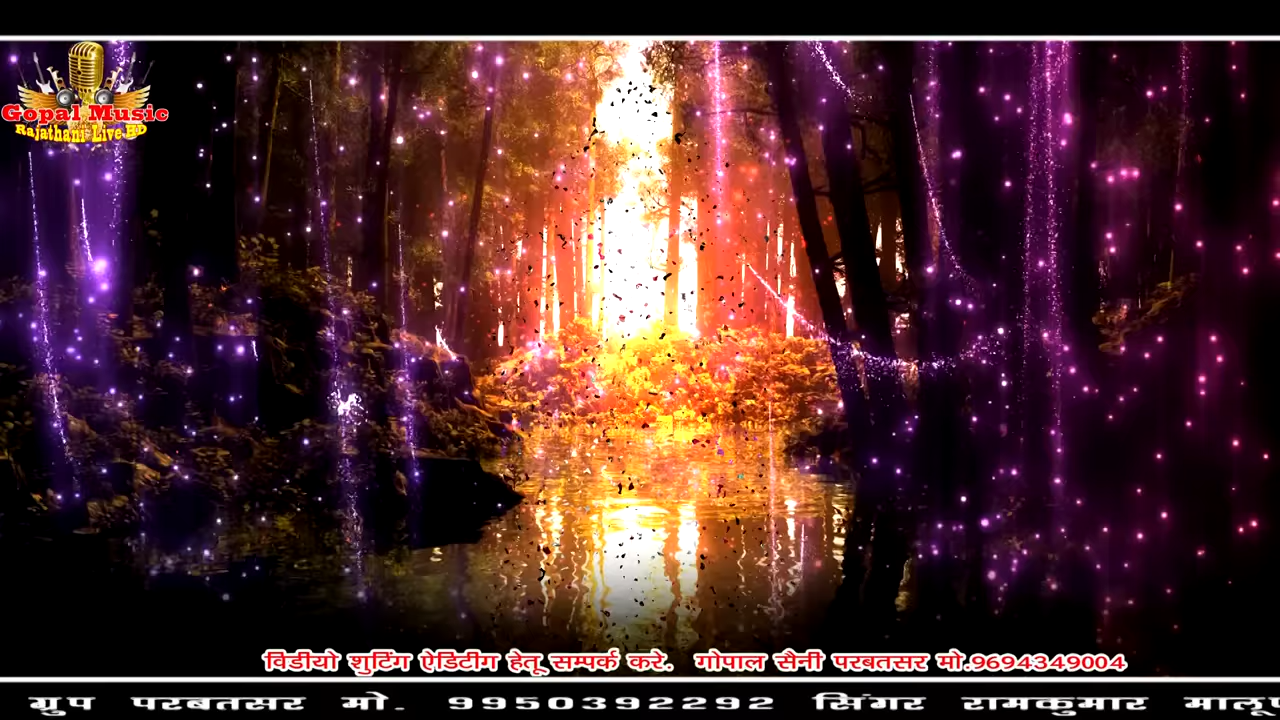 Gopal Music
Rajathani Live HD
विडीयो शुटिंग ऐडिटींग हेतू सम्पर्क करे. गोपाल सैनी परबतसर मो.9694349004
ग्रुप परबतसर मो. 9950392292 सिंगर रामकुमार